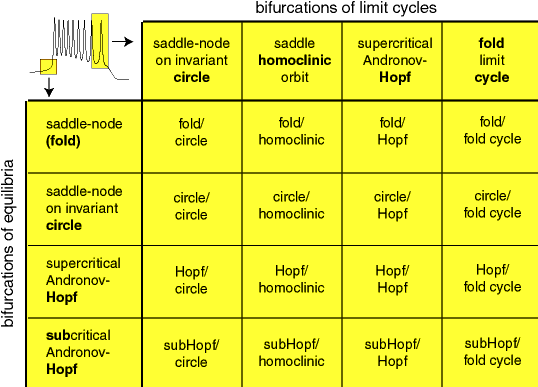 bifurcations of limit cycles
saddle-node
on invariant
circle
saddle
homoclinic
orbit
supercritical
Andronov-
Hopf
fold
limit
cycle
bifurcations of equilibria
saddle-node
(fold)
fold/
circle
fold/
homoclinic
fold/
Hopf
fold/
fold cycle
saddle-node
on invariant
circle
circle/
circle
circle/
homoclinic
circle/
Hopf
circle/
fold cycle
supercritical
Andronov-
Hopf
Hopf/
circle
Hopf/
homoclinic
Hopf/
Hopf
Hopf/
fold cycle
subcritical
Andronov-
Hopf
subHopf/
circle
subHopf/
homoclinic
subHopf/
Hopf
subHopf/
fold cycle